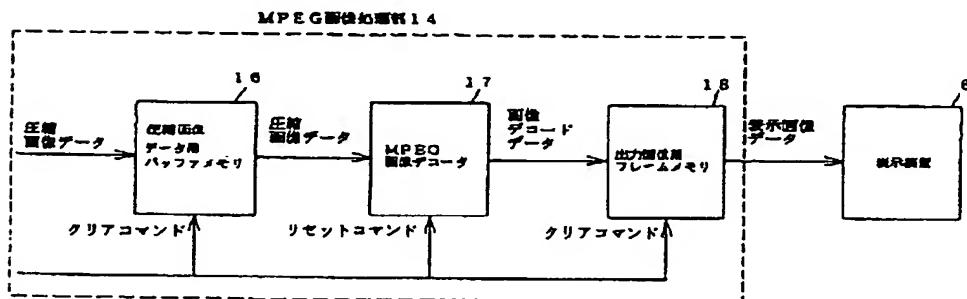 MPEG画像処理部14
16
17
18
6
圧縮
画像データ
圧縮画像
データ用
バッファメモリ
圧縮
画像データ
MPEG
画像デコータ
画像
デコード
データ
出力画像用
フレームメモリ
表示画像
データ
表示装置
クリアコマンド
リセットコマンド
クリアコマンド